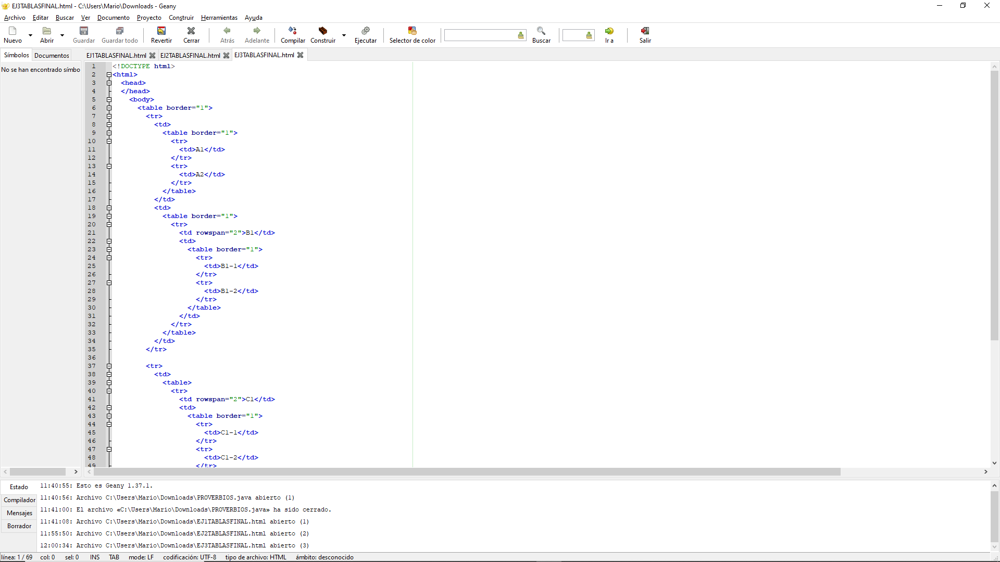 EJ3TABLASFINAL.html - C:\Users\Mario\Downloads - Geany
Archivo Editar Buscar Ver Documento Proyecto Construir Herramientas Ayuda
Nuevo Abrir Guardar Guardar todo Revertir Cerrar Atrás Adelante Compilar Construir Ejecutar Selector de color Buscar Ir a Salir
Símbolos Documentos EJ1TABLASFINAL.html EJ2TABLASFINAL.html EJ3TABLASFINAL.html
No se han encontrado símbo
1 <!DOCTYPE html>
2 <html>
3 <head>
4 </head>
5 <body>
6 <table border="1">
7 <tr>
8 <td>
9 <table border="1">
10 <tr>
11 <td>A1</td>
12 </tr>
13 <tr>
14 <td>A2</td>
15 </tr>
16 </table>
17 </td>
18 <td>
19 <table border="1">
20 <tr>
21 <td rowspan="2">B1</td>
22 <td>
23 <table border="1">
24 <tr>
25 <td>B1-1</td>
26 </tr>
27 <tr>
28 <td>B1-2</td>
29 </tr>
30 </table>
31 </td>
32 </tr>
33 </table>
34 </td>
35 </tr>
36
37 <tr>
38 <td>
39 <table>
40 <tr>
41 <td rowspan="2">C1</td>
42 <td>
43 <table border="1">
44 <tr>
45 <td>C1-1</td>
46 </tr>
47 <tr>
48 <td>C1-2</td>
49 </tr>
Estado
Compilador
Mensajes
Borrador
11:40:55: Esto es Geany 1.37.1.
11:40:56: Archivo C:\Users\Mario\Downloads\PROVERBIOS.java abierto (1)
11:41:00: El archivo «C:\Users\Mario\Downloads\PROVERBIOS.java» ha sido cerrado.
11:41:08: Archivo C:\Users\Mario\Downloads\EJ1TABLASFINAL.html abierto (1)
11:55:50: Archivo C:\Users\Mario\Downloads\EJ2TABLASFINAL.html abierto (2)
12:00:34: Archivo C:\Users\Mario\Downloads\EJ3TABLASFINAL.html abierto (3)
línea: 1 / 69 col: 0 sel: 0 INS TAB mode: LF codificación: UTF-8 tipo de archivo: HTML ámbito: desconocido